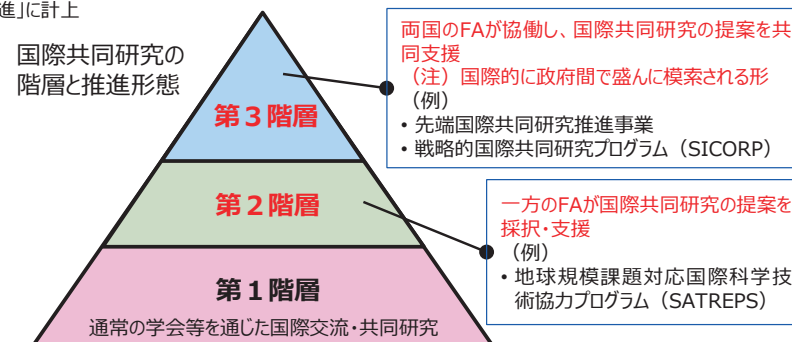 進」に計上
国際共同研究の
階層と推進形態
第３階層
両国のFAが協働し、国際共同研究の提案を共
同支援
（注）国際的に政府間で盛んに模索される形
（例）
• 先端国際共同研究推進事業
• 戦略的国際共同研究プログラム（SICORP）
第２階層
一方のFAが国際共同研究の提案を
採択・支援
（例）
• 地球規模課題対応国際科学技
術協力プログラム（SATREPS）
第１階層
通常の学会等を通じた国際交流・共同研究